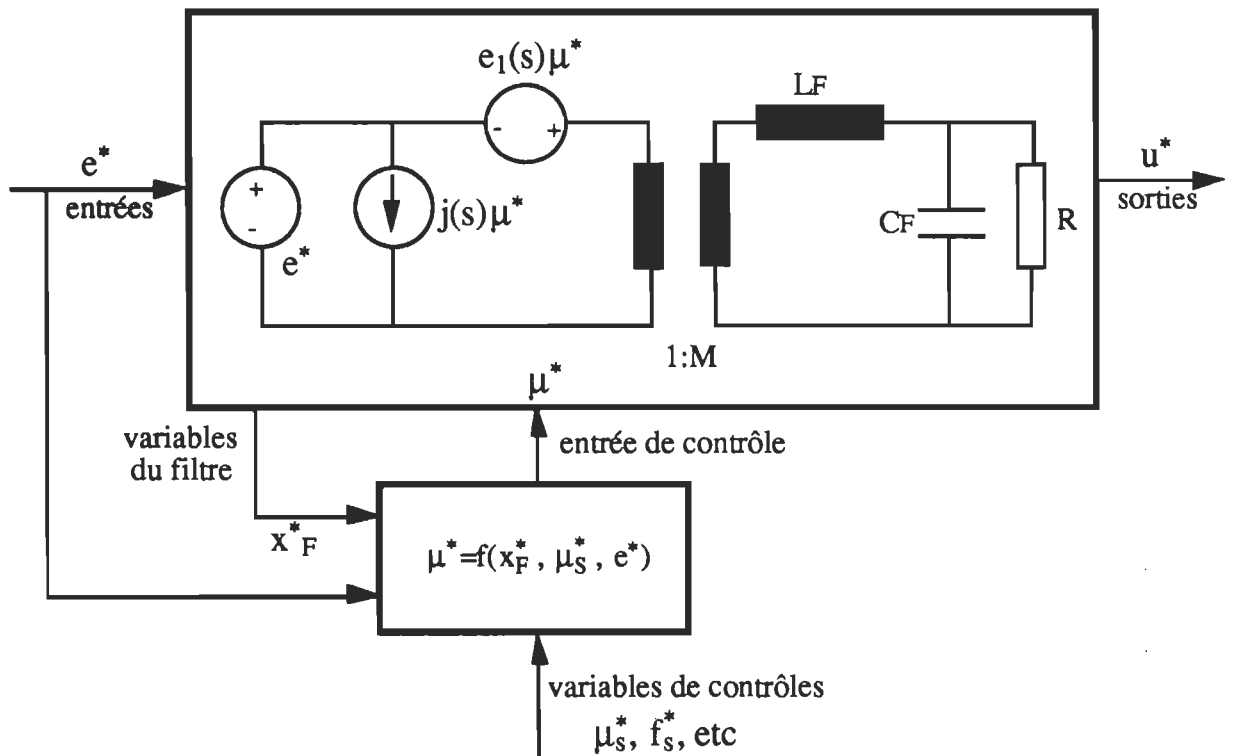 e₁(s)μ*
- +
LF
e*
entrées
+
-
e*
j(s)μ*
CF
R
u*
sorties
1:M
μ*
variables
du filtre
entrée de contrôle
x*F
μ*=f(x*F , μ*S , e*)
variables de contrôles
μ*s, f*s, etc